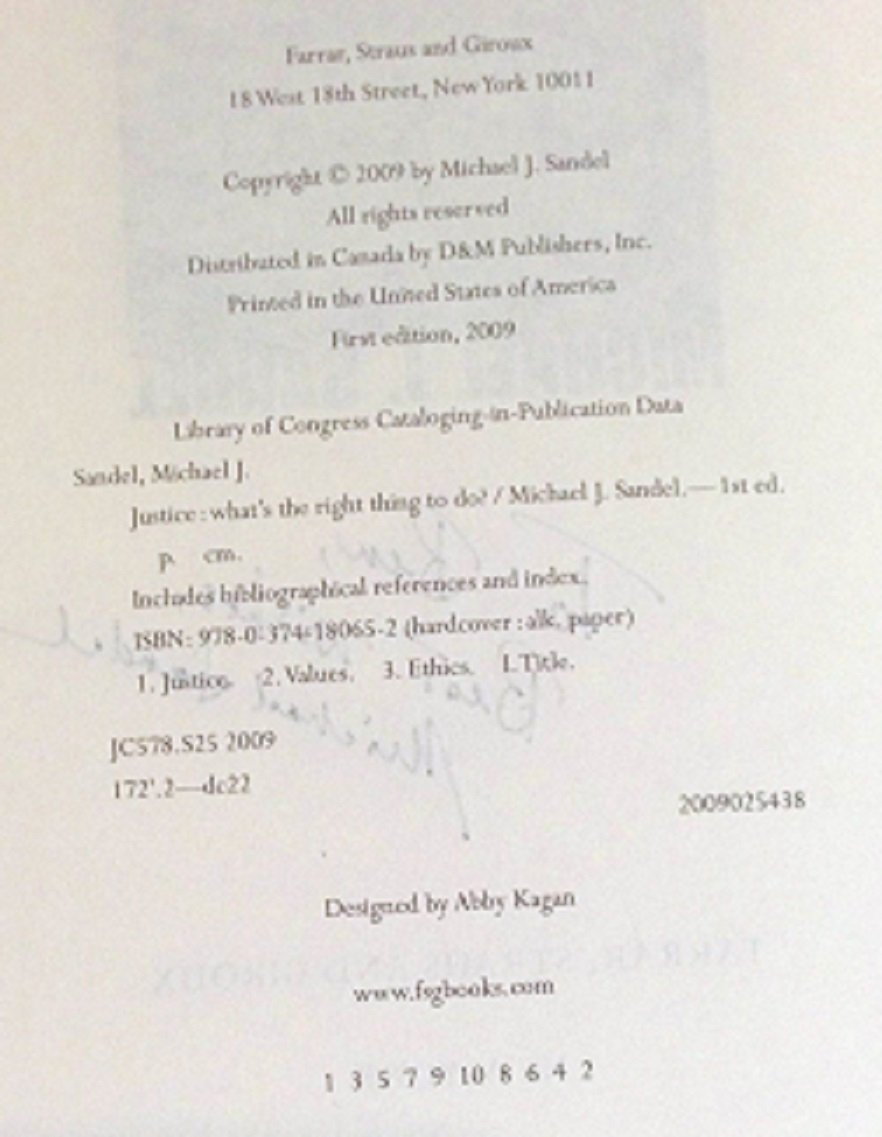 Farrar, Straus and Giroux
18 West 18th Street, New York 10011
Copyright © 2009 by Michael J. Sandel
All rights reserved
Distributed in Canada by D&M Publishers, Inc.
Printed in the United States of America
First edition, 2009
Library of Congress Cataloging-in-Publication Data
Sandel, Michael J.
Justice : what's the right thing to do? / Michael J. Sandel.— 1st ed.
p. cm.
Includes bibliographical references and index.
ISBN: 978-0-374-18065-2 (hardcover : alk. paper)
1. Justice. 2. Values. 3. Ethics. I. Title.
JC578.S25 2009
172'.2—dc22
2009025438
Designed by Abby Kagan
www.fsgbooks.com
1 3 5 7 9 10 8 6 4 2